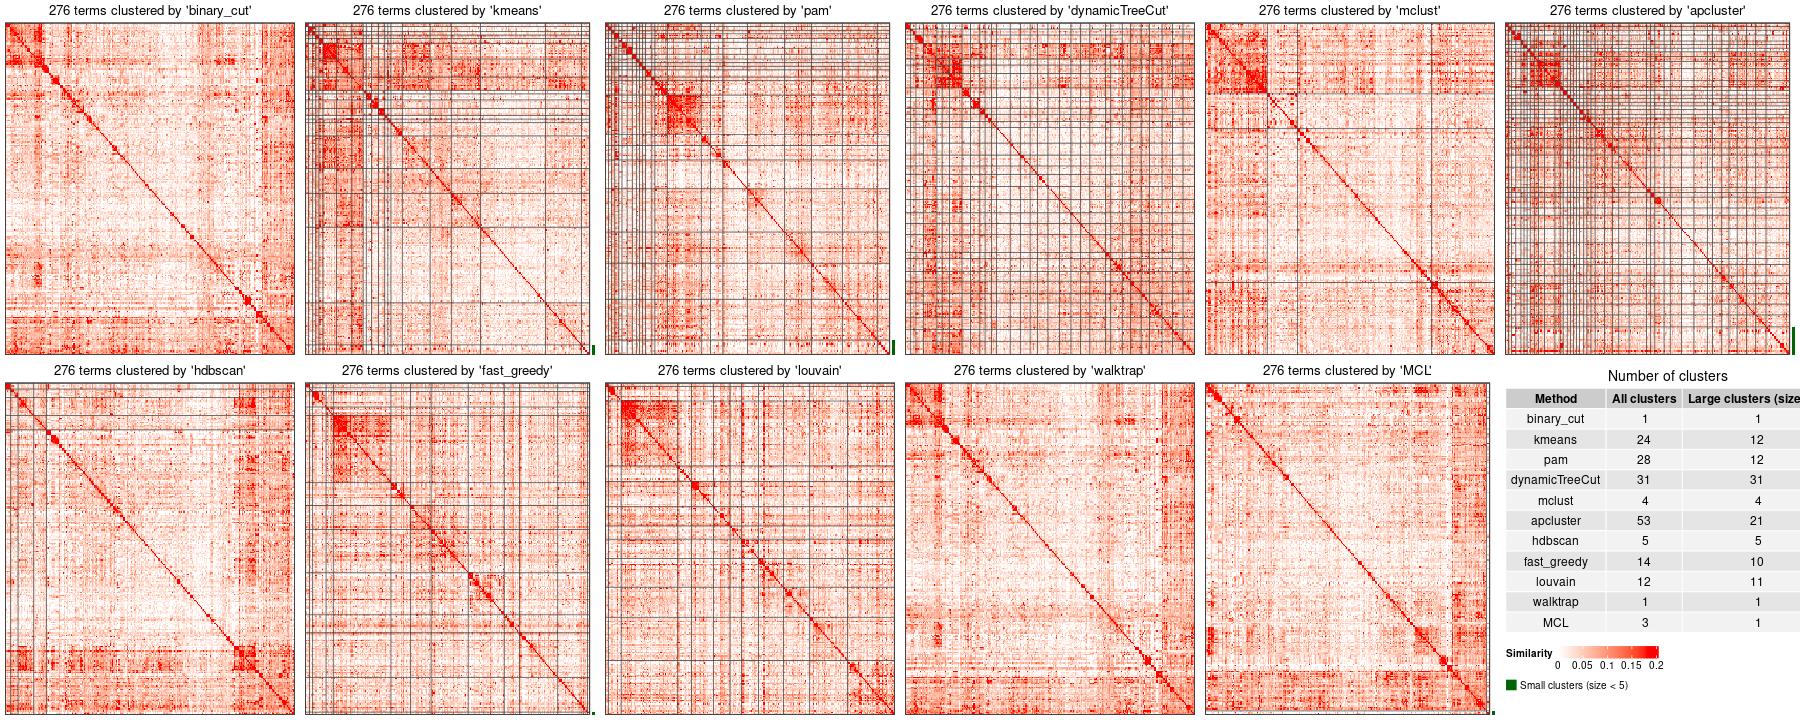 276 terms clustered by 'binary_cut'
276 terms clustered by 'kmeans'
276 terms clustered by 'pam'
276 terms clustered by 'dynamicTreeCut'
276 terms clustered by 'mclust'
276 terms clustered by 'apcluster'
276 terms clustered by 'hdbscan'
276 terms clustered by 'fast_greedy'
276 terms clustered by 'louvain'
276 terms clustered by 'walktrap'
276 terms clustered by 'MCL'
Number of clusters
Method All clusters Large clusters (size
binary_cut 1 1
kmeans 24 12
pam 28 12
dynamicTreeCut 31 31
mclust 4 4
apcluster 53 21
hdbscan 5 5
fast_greedy 14 10
louvain 12 11
walktrap 1 1
MCL 3 1
Similarity
0 0.05 0.1 0.15 0.2
Small clusters (size < 5)